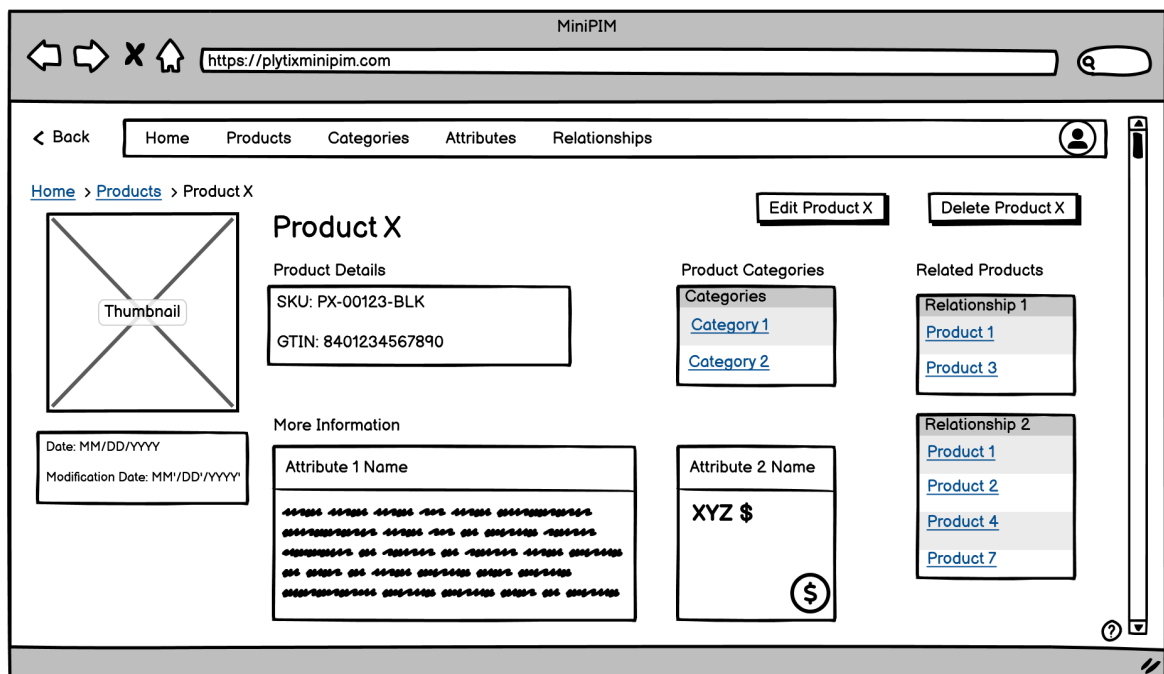 MiniPIM
https://plytixminipim.com
Back
Home Products Categories Attributes Relationships
Home > Products > Product X
Edit Product X
Delete Product X
Thumbnail
Date: MM/DD/YYYY
Modification Date: MM'/DD'/YYYY'
Product X
Product Details
SKU: PX-00123-BLK
GTIN: 8401234567890
Product Categories
Categories
Category 1
Category 2
Related Products
Relationship 1
Product 1
Product 3
Relationship 2
Product 1
Product 2
Product 4
Product 7
More Information
Attribute 1 Name
Attribute 2 Name
XYZ $
$
?